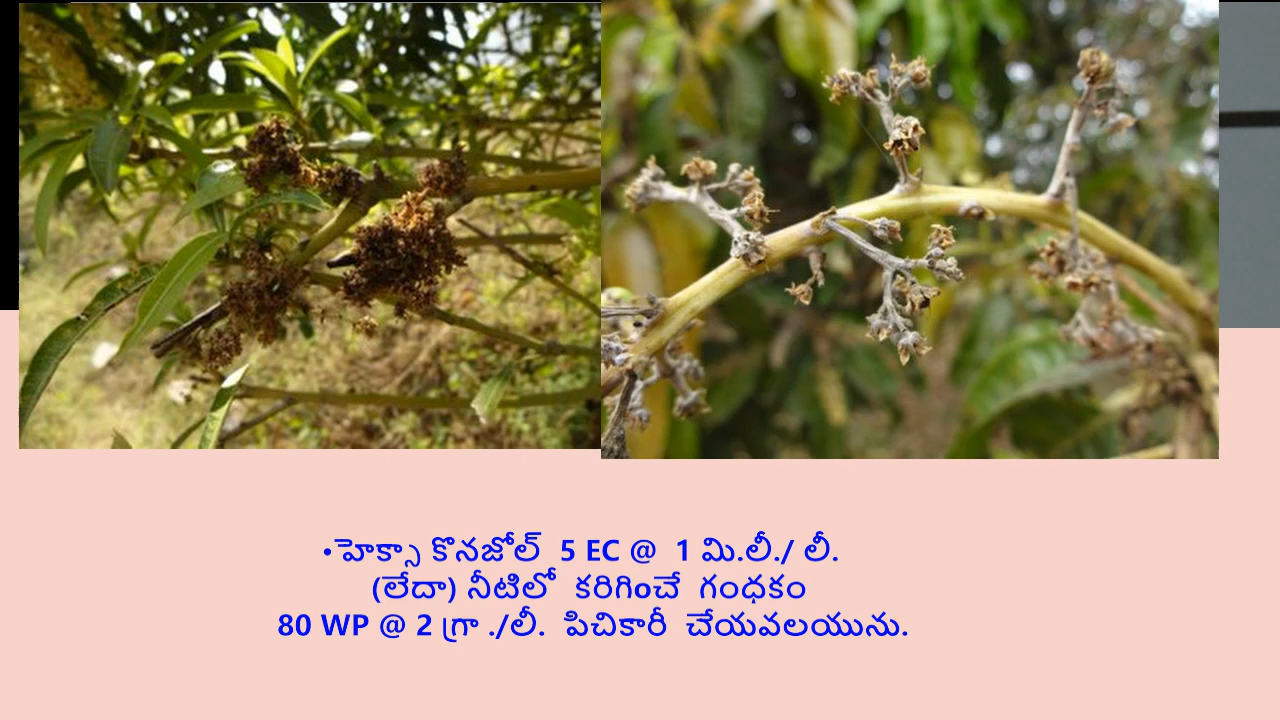 •హెక్సా కొనజోల్ 5 EC @ 1 మి.లీ./ లీ.
(లేదా) నీటిలో కరిగించే గంధకం
80 WP @ 2 గ్రా ./లీ. పిచికారీ చేయవలయును.